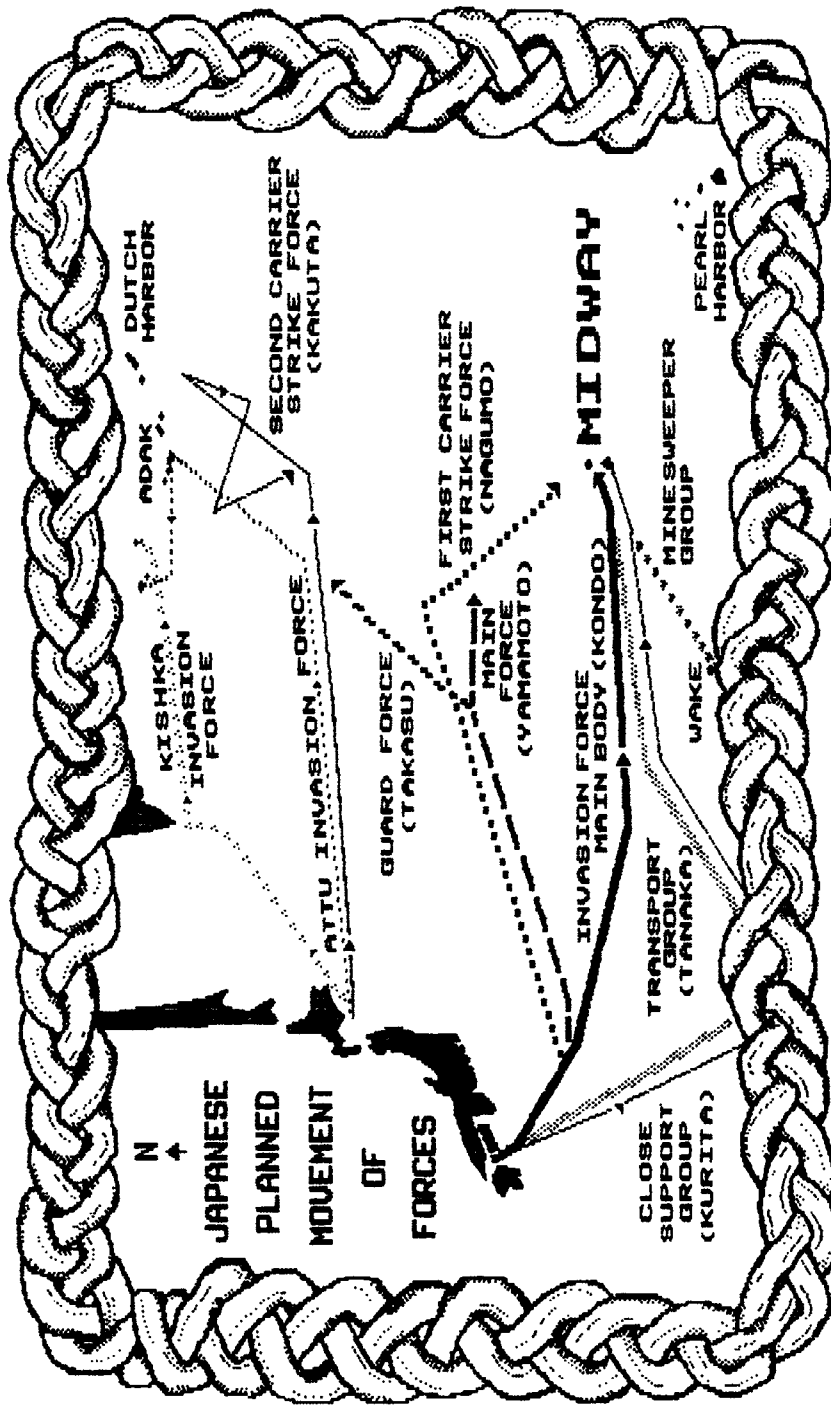 N
JAPANESE
PLANNED
MOVEMENT
OF
FORCES
KISHKA
INVASION
FORCE
ADAK
DUTCH
HARBOR
SECOND CARRIER
STRIKE FORCE
(KAKUTA)
ATTU INVASION FORCE
GUARD FORCE
(TAKASU)
FIRST CARRIER
STRIKE FORCE
(NAGUMO)
MAIN
FORCE
(YAMAMOTO)
MIDWAY
INVASION FORCE
MAIN BODY (KONDO)
CLOSE
SUPPORT
GROUP
(KURITA)
TRANSPORT
GROUP
(TANAKA)
WAKE
MINESWEEPER
GROUP
PEARL
HARBOR